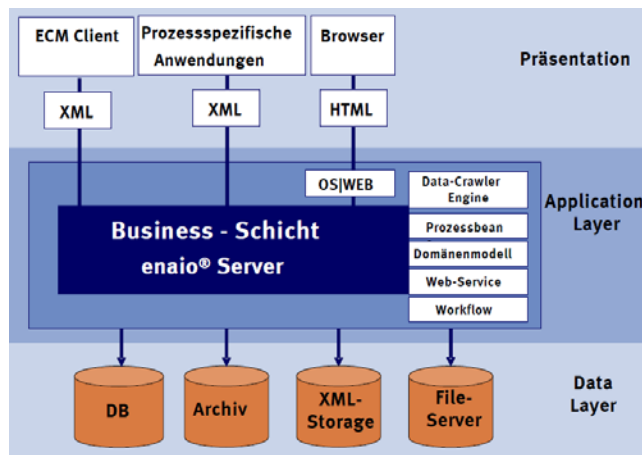 ECM Client
Prozessspezifische
Anwendungen
Browser
Präsentation
XML
XML
HTML
OS|WEB
Data-Crawler
Engine
Application
Layer
Business - Schicht
enaio® Server
Prozessbean
Domänenmodell
Web-Service
Workflow
DB
Archiv
XML-
Storage
File-
Server
Data
Layer